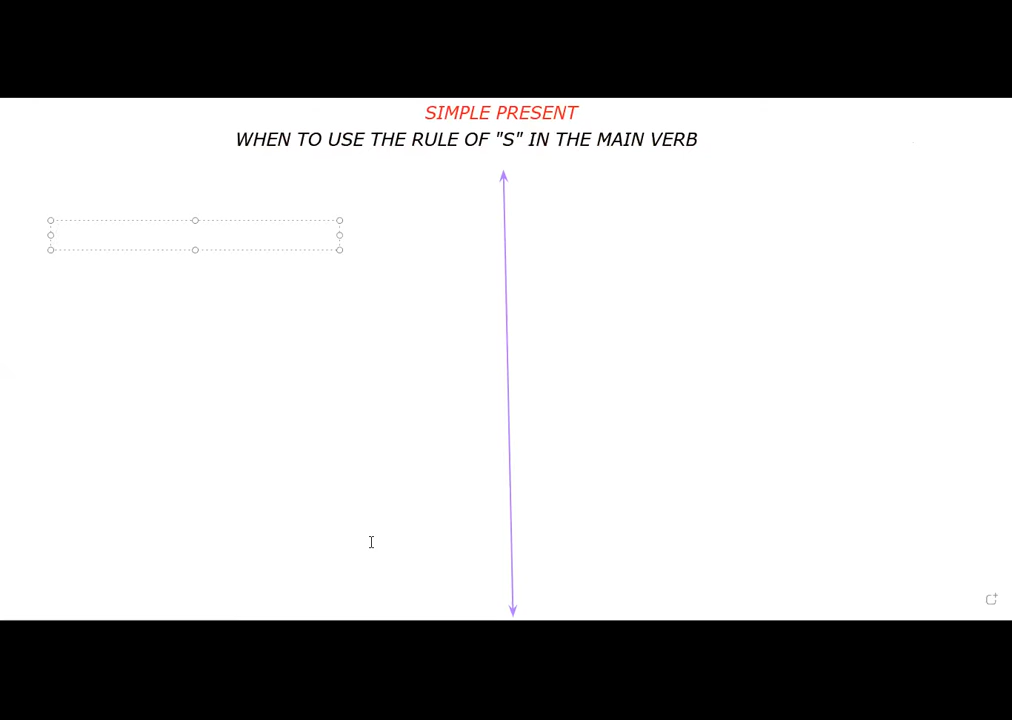 SIMPLE PRESENT
WHEN TO USE THE RULE OF "S" IN THE MAIN VERB